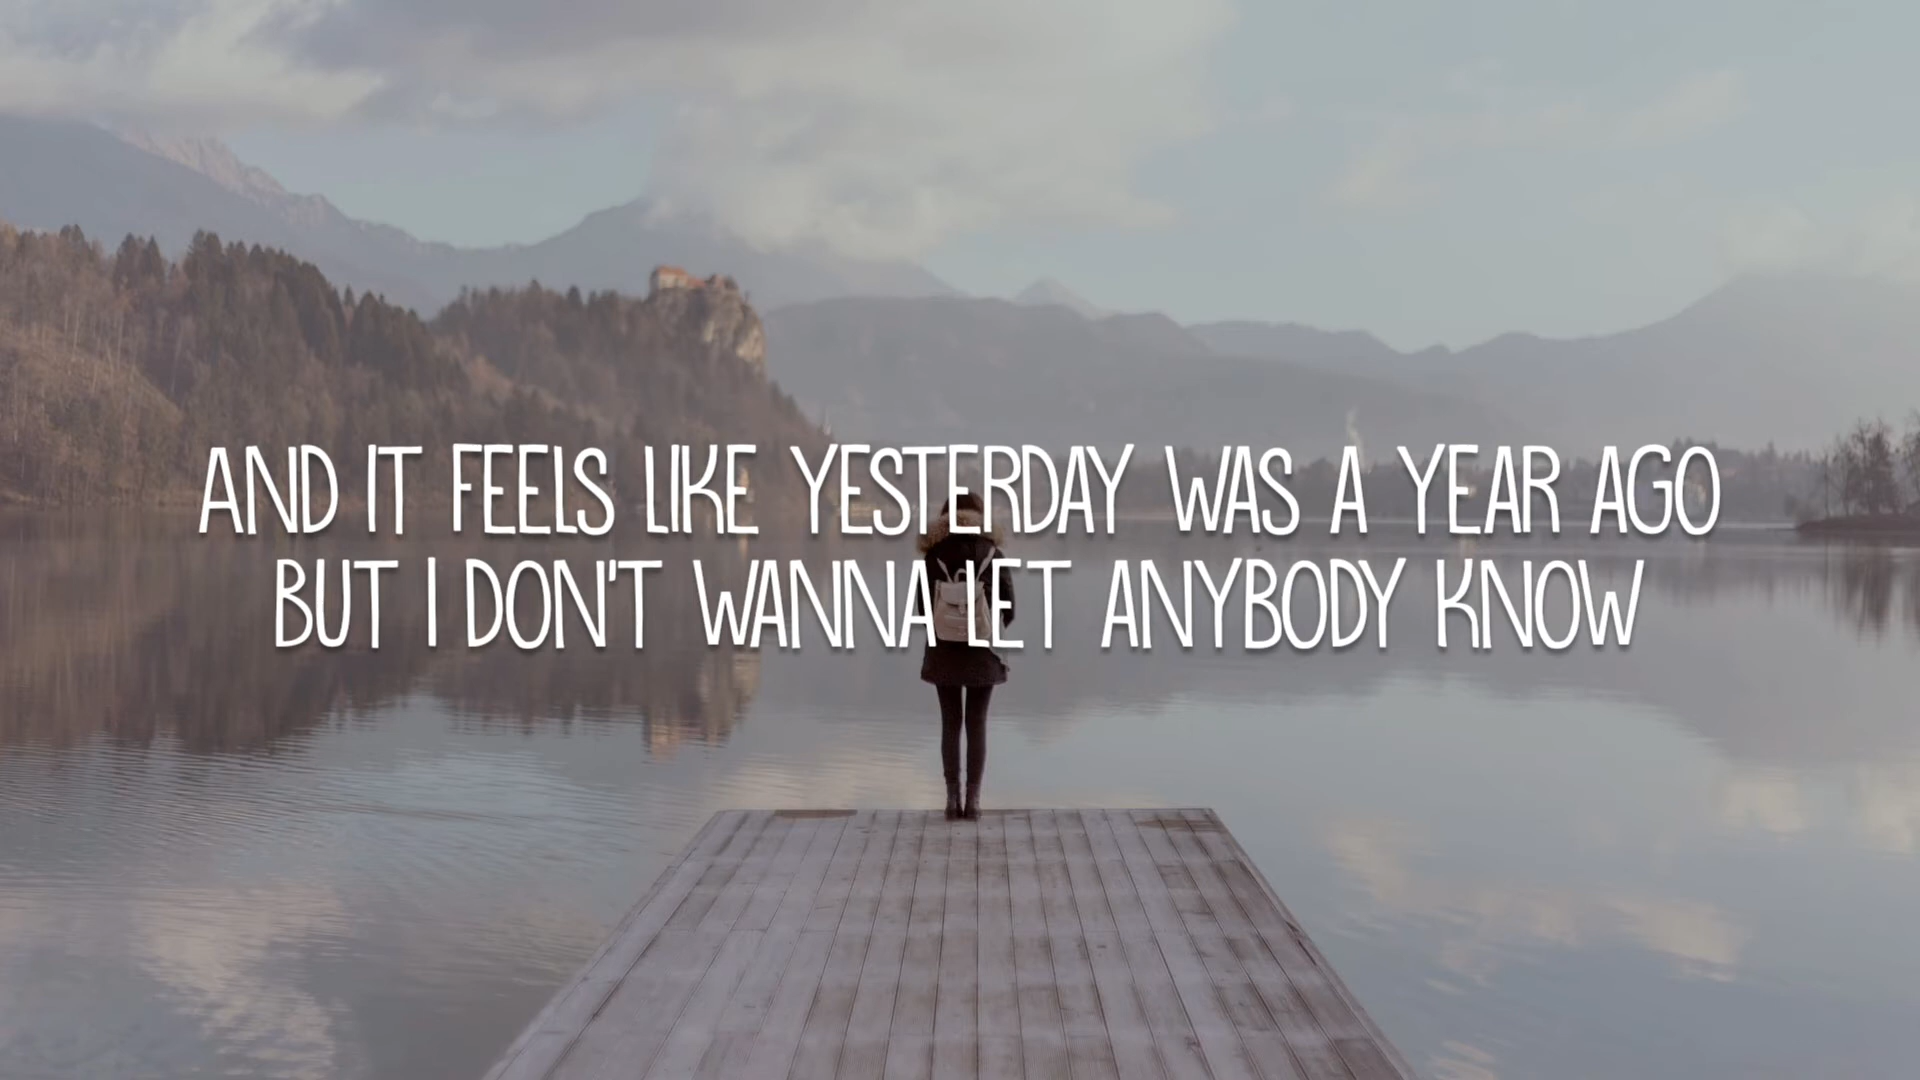 AND IT FEELS LIKE YESTERDAY WAS A YEAR AGO
BUT I DON'T WANNA LET ANYBODY KNOW